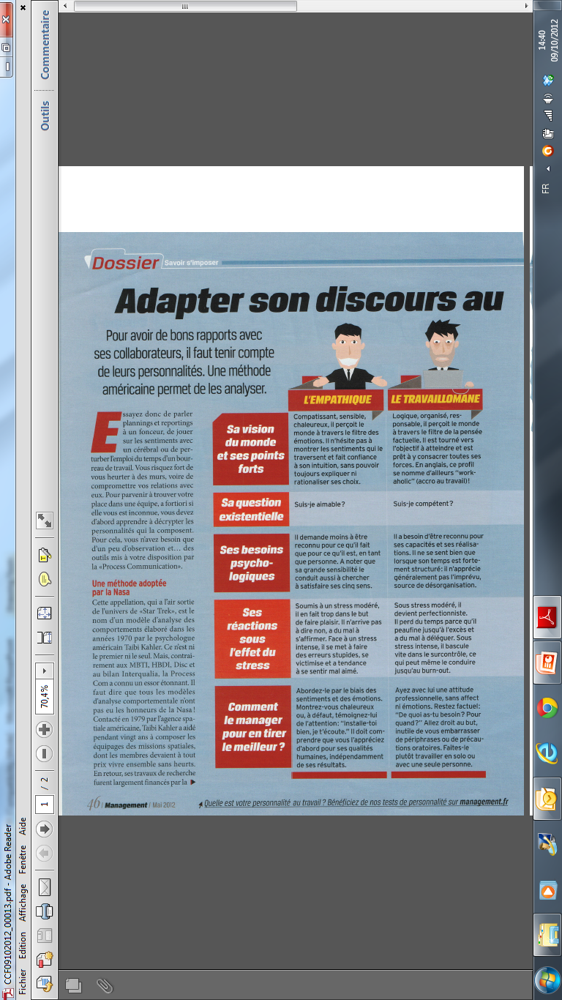 CCF09102012_00013.pdf - Adobe Reader
Fichier Edition Affichage Fenêtre Aide
1 / 2
70,4%
Outils
Commentaire
Dossier
Savoir s'imposer
Adapter son discours au
Pour avoir de bons rapports avec
ses collaborateurs, il faut tenir compte
de leurs personnalités. Une méthode
américaine permet de les analyser.
Essayez donc de parler
plannings et reportings
à un fonceur, de jouer
sur les sentiments avec
un cérébral ou de per-
turber l'emploi du temps d'un bour-
reau de travail. Vous risquez fort de
vous heurter à des murs, voire de
compromettre vos relations avec
eux. Pour parvenir à trouver votre
place dans une équipe, a fortiori si
elle vous est inconnue, vous devez
d'abord apprendre à décrypter les
personnalités qui la composent.
Pour cela, vous n'avez besoin que
d'un peu d'observation et... des
outils mis à votre disposition par
la «Process Communication».
Une méthode adoptée
par la Nasa
Cette appellation, qui a l'air sortie
de l'univers de «Star Trek», est le
nom d'un modèle d'analyse des
comportements élaboré dans les
années 1970 par le psychologue
américain Taibi Kahler. Ce n'est ni
le premier ni le seul. Mais, contrai-
rement aux MBTI, HBDI, Disc et
au bilan Interqualia, la Process
Com a connu un essor étonnant. Il
faut dire que tous les modèles
d'analyse comportementale n'ont
pas eu les honneurs de la Nasa !
Contacté en 1979 par l'agence spa-
tiale américaine, Taibi Kahler a aidé
pendant vingt ans à composer les
équipages des missions spatiales,
dont les membres devaient à tout
prix vivre ensemble sans heurts.
En retour, ses travaux de recherche
furent largement financés par la
L'EMPATHIQUE
LE TRAVAILLOMANE
Sa vision
du monde
et ses points
forts
Compatissant, sensible,
chaleureux, il perçoit le
monde à travers le filtre des
émotions. Il n'hésite pas à
montrer les sentiments qui le
traversent et fait confiance
à son intuition, sans pouvoir
toujours expliquer ni
rationaliser ses choix.
Logique, organisé, res-
ponsable, il perçoit le monde
à travers le filtre de la pensée
factuelle. Il est tourné vers
l'objectif à atteindre et est
prêt à y consacrer toutes ses
forces. En anglais, ce profil
se nomme d'ailleurs "work-
aholic" (accro au travail) !
Sa question
existentielle
Suis-je aimable ?
Suis-je compétent ?
Ses besoins
psycho-
logiques
Il demande moins à être
reconnu pour ce qu'il fait
que pour ce qu'il est, en tant
que personne. A noter que
sa grande sensibilité le
conduit aussi à chercher
à satisfaire ses cinq sens.
Il a besoin d'être reconnu pour
ses capacités et ses réalisa-
tions. Il ne se sent bien que
lorsque son temps est forte-
ment structuré: il n'apprécie
généralement pas l'imprévu,
source de désorganisation.
Ses
réactions
sous
l'effet du
stress
Soumis à un stress modéré,
il en fait trop dans le but
de faire plaisir. Il n'arrive pas
à dire non, a du mal à
s'affirmer. Face à un stress
intense, il se met à faire
des erreurs stupides, se
victimise et a tendance
à se sentir mal aimé.
Sous stress modéré, il
devient perfectionniste.
Il perd du temps parce qu'il
peaufine jusqu'à l'excès et
a du mal à déléguer. Sous
stress intense, il bascule
vite dans le surcontrôle, ce
qui peut même le conduire
jusqu'au burn-out.
Comment
le manager
pour en tirer
le meilleur ?
Abordez-le par le biais des
sentiments et des émotions.
Montrez-vous chaleureux
ou, à défaut, témoignez-lui
de l'attention: "Installe-toi
bien, je t'écoute." Il doit com-
prendre que vous l'appréciez
d'abord pour ses qualités
humaines, indépendamment
de ses résultats.
Ayez avec lui une attitude
professionnelle, sans affect
ni émotions. Restez factuel:
"De quoi as-tu besoin ? Pour
quand ?" Allez droit au but,
inutile de vous embarrasser
de périphrases ou de précau-
tions oratoires. Faites-le
plutôt travailler en solo ou
avec une seule personne.
46 / Management / Mai 2012
Quelle est votre personnalité au travail ? Bénéficiez de nos tests de personnalité sur management.fr
FR
14:40
09/10/2012